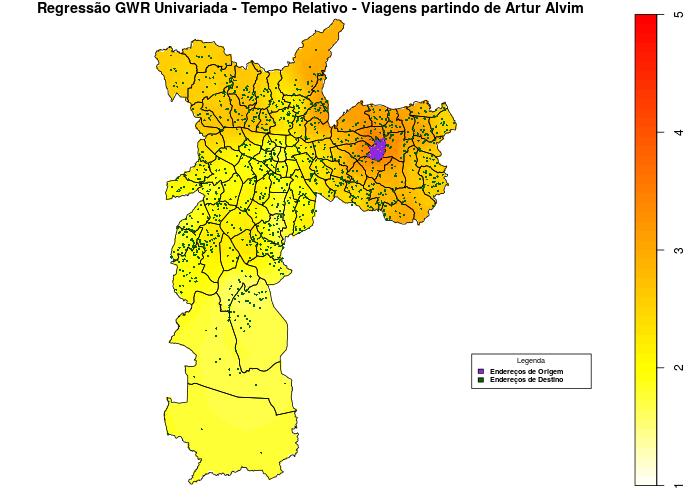 Regressão GWR Univariada - Tempo Relativo - Viagens partindo de Artur Alvim
5
4
3
2
1
Legenda
Endereços de Origem
Endereços de Destino